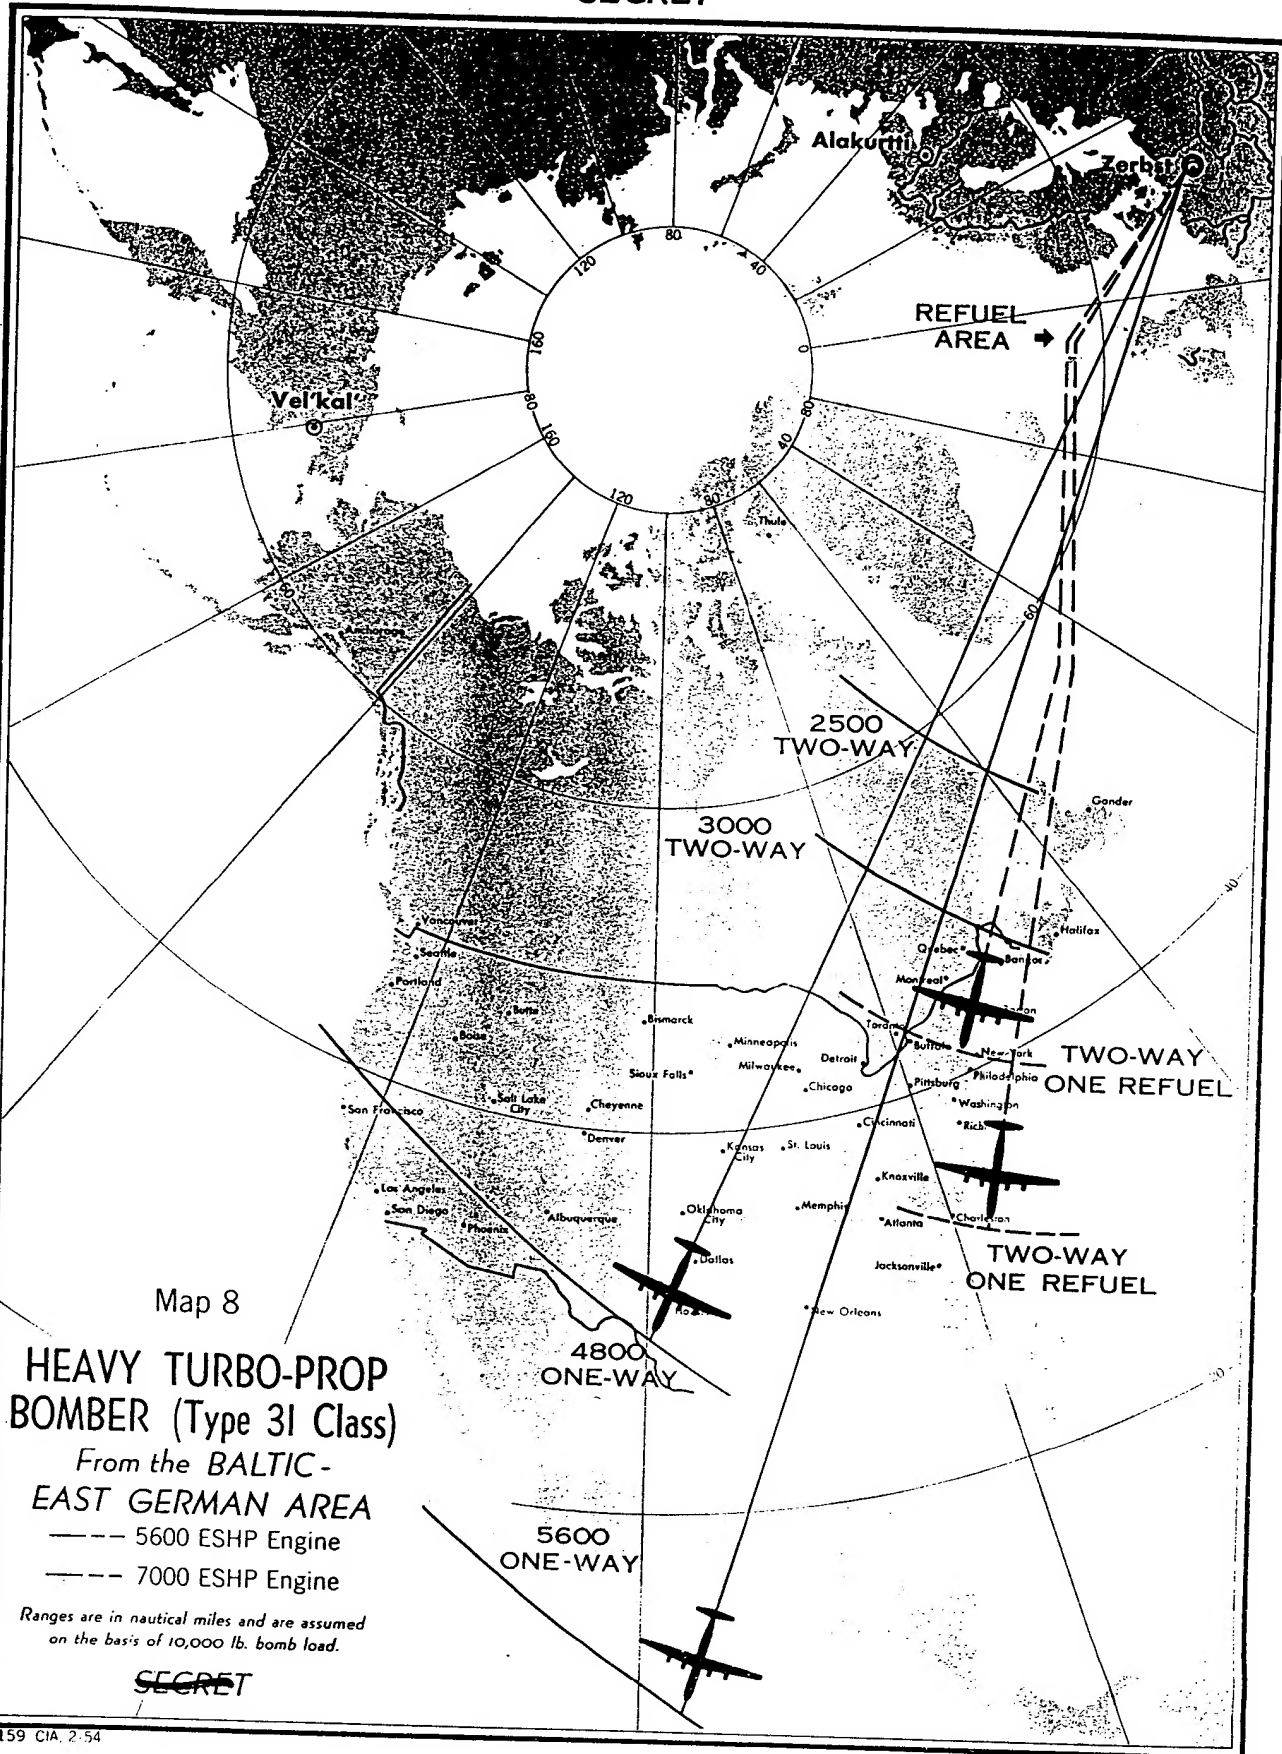 SECRET
Alakurtti
Zerbst
80
120
40
REFUEL
AREA
160
0
Vel'kal'
80
80
160
40
120
80
Thule
60
60
Anchorage
2500
TWO-WAY
Gander
3000
TWO-WAY
40
Vancouver
Halifax
Seattle
Quebec
Bangor
Portland
Montreal
Butte
Bismarck
Toronto
Boise
Minneapolis
Buffalo
New York
TWO-WAY
ONE REFUEL
Detroit
Milwaukee
Sioux Falls
Chicago
Pittsburg
Philadelphia
Salt Lake
City
Cheyenne
Washington
San Francisco
Cincinnati
Rich
Denver
Kansas
City
St. Louis
Knoxville
Los Angeles
San Diego
Phoenix
Albuquerque
Oklahoma
City
Memphis
Atlanta
Charleston
TWO-WAY
ONE REFUEL
Dallas
Jacksonville
New Orleans
4800
ONE-WAY
20
Map 8
HEAVY TURBO-PROP
BOMBER (Type 31 Class)
From the BALTIC-
EAST GERMAN AREA
5600 ESHP Engine
7000 ESHP Engine
5600
ONE-WAY
Ranges are in nautical miles and are assumed
on the basis of 10,000 lb. bomb load.
SECRET
159 CIA, 2-54